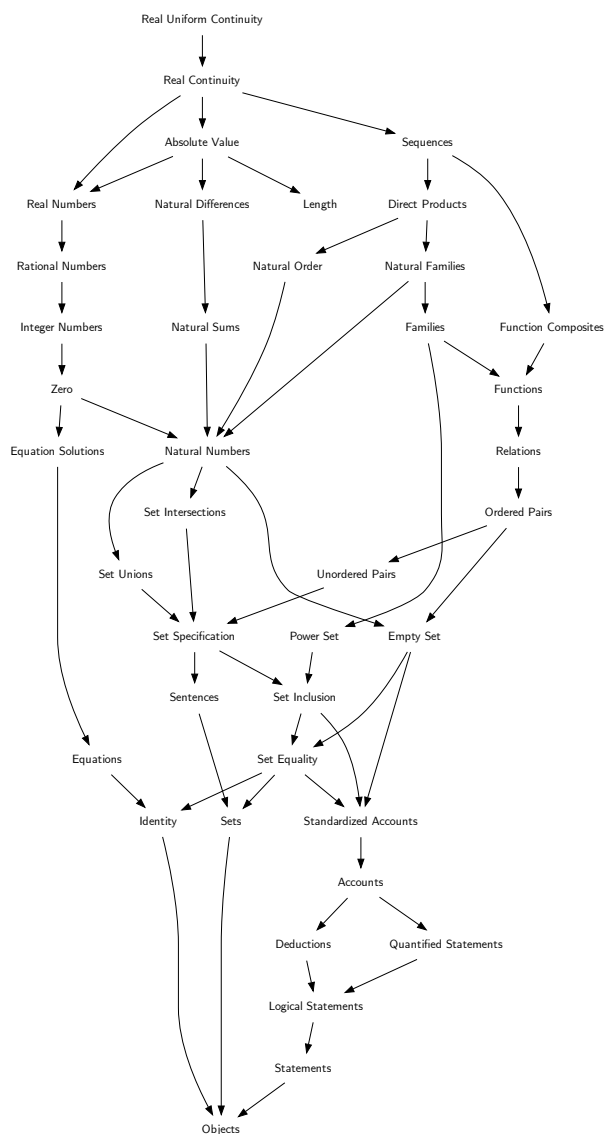 Real Uniform Continuity
Real Continuity
Absolute Value
Sequences
Real Numbers
Natural Differences
Length
Direct Products
Rational Numbers
Natural Order
Natural Families
Integer Numbers
Natural Sums
Families
Function Composites
Zero
Functions
Equation Solutions
Natural Numbers
Relations
Set Intersections
Ordered Pairs
Set Unions
Unordered Pairs
Set Specification
Power Set
Empty Set
Sentences
Set Inclusion
Equations
Set Equality
Identity
Sets
Standardized Accounts
Accounts
Deductions
Quantified Statements
Logical Statements
Statements
Objects